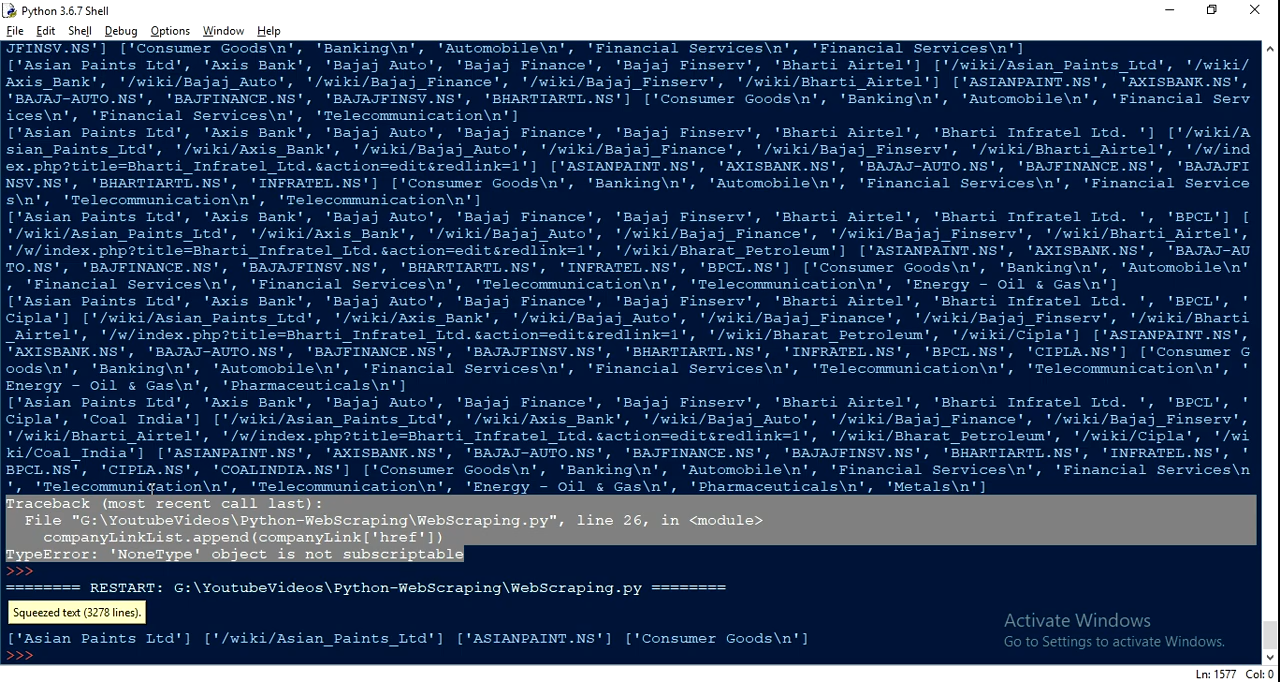 Python 3.6.7 Shell
File Edit Shell Debug Options Window Help
JFINSV.NS'] ['Consumer Goods\n', 'Banking\n', 'Automobile\n', 'Financial Services\n', 'Financial Services\n']
['Asian Paints Ltd', 'Axis Bank', 'Bajaj Auto', 'Bajaj Finance', 'Bajaj Finserv', 'Bharti Airtel'] ['/wiki/Asian_Paints_Ltd', '/wiki/
Axis_Bank', '/wiki/Bajaj_Auto', '/wiki/Bajaj_Finance', '/wiki/Bajaj_Finserv', '/wiki/Bharti_Airtel'] ['ASIANPAINT.NS', 'AXISBANK.NS',
'BAJAJ-AUTO.NS', 'BAJFINANCE.NS', 'BAJAJFINSV.NS', 'BHARTIARTL.NS'] ['Consumer Goods\n', 'Banking\n', 'Automobile\n', 'Financial Serv
ices\n', 'Financial Services\n', 'Telecommunication\n']
['Asian Paints Ltd', 'Axis Bank', 'Bajaj Auto', 'Bajaj Finance', 'Bajaj Finserv', 'Bharti Airtel', 'Bharti Infratel Ltd. '] ['/wiki/A
sian_Paints_Ltd', '/wiki/Axis_Bank', '/wiki/Bajaj_Auto', '/wiki/Bajaj_Finance', '/wiki/Bajaj_Finserv', '/wiki/Bharti_Airtel', '/w/ind
ex.php?title=Bharti_Infratel_Ltd.&action=edit&redlink=1'] ['ASIANPAINT.NS', 'AXISBANK.NS', 'BAJAJ-AUTO.NS', 'BAJFINANCE.NS', 'BAJAJFI
NSV.NS', 'BHARTIARTL.NS', 'INFRATEL.NS'] ['Consumer Goods\n', 'Banking\n', 'Automobile\n', 'Financial Services\n', 'Financial Service
s\n', 'Telecommunication\n', 'Telecommunication\n']
['Asian Paints Ltd', 'Axis Bank', 'Bajaj Auto', 'Bajaj Finance', 'Bajaj Finserv', 'Bharti Airtel', 'Bharti Infratel Ltd. ', 'BPCL'] [
'/wiki/Asian_Paints_Ltd', '/wiki/Axis_Bank', '/wiki/Bajaj_Auto', '/wiki/Bajaj_Finance', '/wiki/Bajaj_Finserv', '/wiki/Bharti_Airtel',
'/w/index.php?title=Bharti_Infratel_Ltd.&action=edit&redlink=1', '/wiki/Bharat_Petroleum'] ['ASIANPAINT.NS', 'AXISBANK.NS', 'BAJAJ-AU
TO.NS', 'BAJFINANCE.NS', 'BAJAJFINSV.NS', 'BHARTIARTL.NS', 'INFRATEL.NS', 'BPCL.NS'] ['Consumer Goods\n', 'Banking\n', 'Automobile\n'
, 'Financial Services\n', 'Financial Services\n', 'Telecommunication\n', 'Telecommunication\n', 'Energy - Oil & Gas\n']
['Asian Paints Ltd', 'Axis Bank', 'Bajaj Auto', 'Bajaj Finance', 'Bajaj Finserv', 'Bharti Airtel', 'Bharti Infratel Ltd. ', 'BPCL', '
Cipla'] ['/wiki/Asian_Paints_Ltd', '/wiki/Axis_Bank', '/wiki/Bajaj_Auto', '/wiki/Bajaj_Finance', '/wiki/Bajaj_Finserv', '/wiki/Bharti
_Airtel', '/w/index.php?title=Bharti_Infratel_Ltd.&action=edit&redlink=1', '/wiki/Bharat_Petroleum', '/wiki/Cipla'] ['ASIANPAINT.NS',
'AXISBANK.NS', 'BAJAJ-AUTO.NS', 'BAJFINANCE.NS', 'BAJAJFINSV.NS', 'BHARTIARTL.NS', 'INFRATEL.NS', 'BPCL.NS', 'CIPLA.NS'] ['Consumer G
oods\n', 'Banking\n', 'Automobile\n', 'Financial Services\n', 'Financial Services\n', 'Telecommunication\n', 'Telecommunication\n', '
Energy - Oil & Gas\n', 'Pharmaceuticals\n']
['Asian Paints Ltd', 'Axis Bank', 'Bajaj Auto', 'Bajaj Finance', 'Bajaj Finserv', 'Bharti Airtel', 'Bharti Infratel Ltd. ', 'BPCL', '
Cipla', 'Coal India'] ['/wiki/Asian_Paints_Ltd', '/wiki/Axis_Bank', '/wiki/Bajaj_Auto', '/wiki/Bajaj_Finance', '/wiki/Bajaj_Finserv',
'/wiki/Bharti_Airtel', '/w/index.php?title=Bharti_Infratel_Ltd.&action=edit&redlink=1', '/wiki/Bharat_Petroleum', '/wiki/Cipla', '/wi
ki/Coal_India'] ['ASIANPAINT.NS', 'AXISBANK.NS', 'BAJAJ-AUTO.NS', 'BAJFINANCE.NS', 'BAJAJFINSV.NS', 'BHARTIARTL.NS', 'INFRATEL.NS', '
BPCL.NS', 'CIPLA.NS', 'COALINDIA.NS'] ['Consumer Goods\n', 'Banking\n', 'Automobile\n', 'Financial Services\n', 'Financial Services\n
', 'Telecommunication\n', 'Telecommunication\n', 'Energy - Oil & Gas\n', 'Pharmaceuticals\n', 'Metals\n']
Traceback (most recent call last):
File "G:\YoutubeVideos\Python-WebScraping\WebScraping.py", line 26, in <module>
companyLinkList.append(companyLink['href'])
TypeError: 'NoneType' object is not subscriptable
>>>
======== RESTART: G:\YoutubeVideos\Python-WebScraping\WebScraping.py ========
Squeezed text (3278 lines).
['Asian Paints Ltd'] ['/wiki/Asian_Paints_Ltd'] ['ASIANPAINT.NS'] ['Consumer Goods\n']
>>>
Activate Windows
Go to Settings to activate Windows.
Ln: 1577 Col: 0